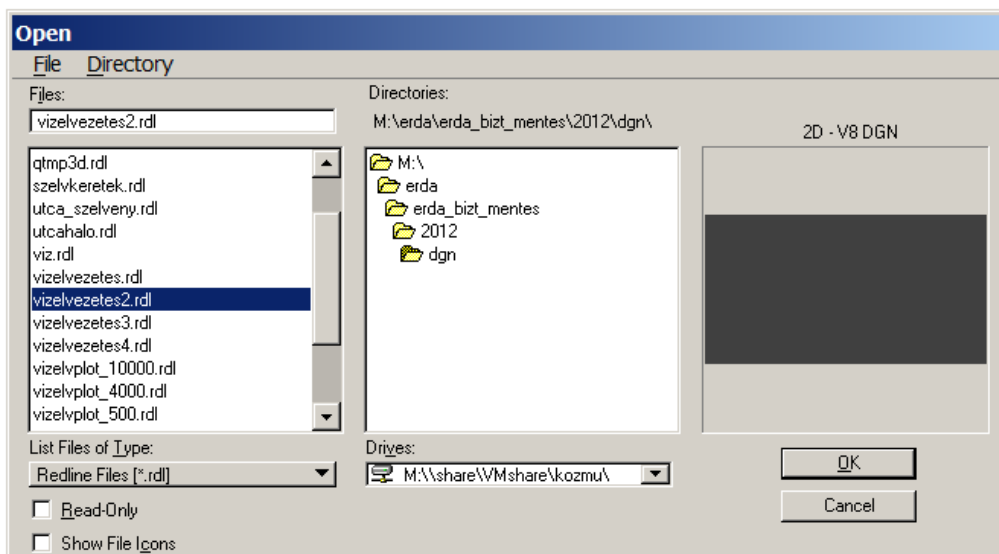 Open
File Directory
Files:
vizelvezetes2.rdl
qtmp3d.rdl
szelvkeretek.rdl
utca_szelveny.rdl
utcahalo.rdl
viz.rdl
vizelvezetes.rdl
vizelvezetes2.rdl
vizelvezetes3.rdl
vizelvezetes4.rdl
vizelvplot_10000.rdl
vizelvplot_4000.rdl
vizelvplot_500.rdl
List Files of Type:
Redline Files [*.rdl]
Read-Only
Show File Icons
Directories:
M:\erda\erda_bizt_mentes\2012\dgn\
M:\
erda
erda_bizt_mentes
2012
dgn
Drives:
M:\\share\VMshare\kozmu\
2D - V8 DGN
OK
Cancel